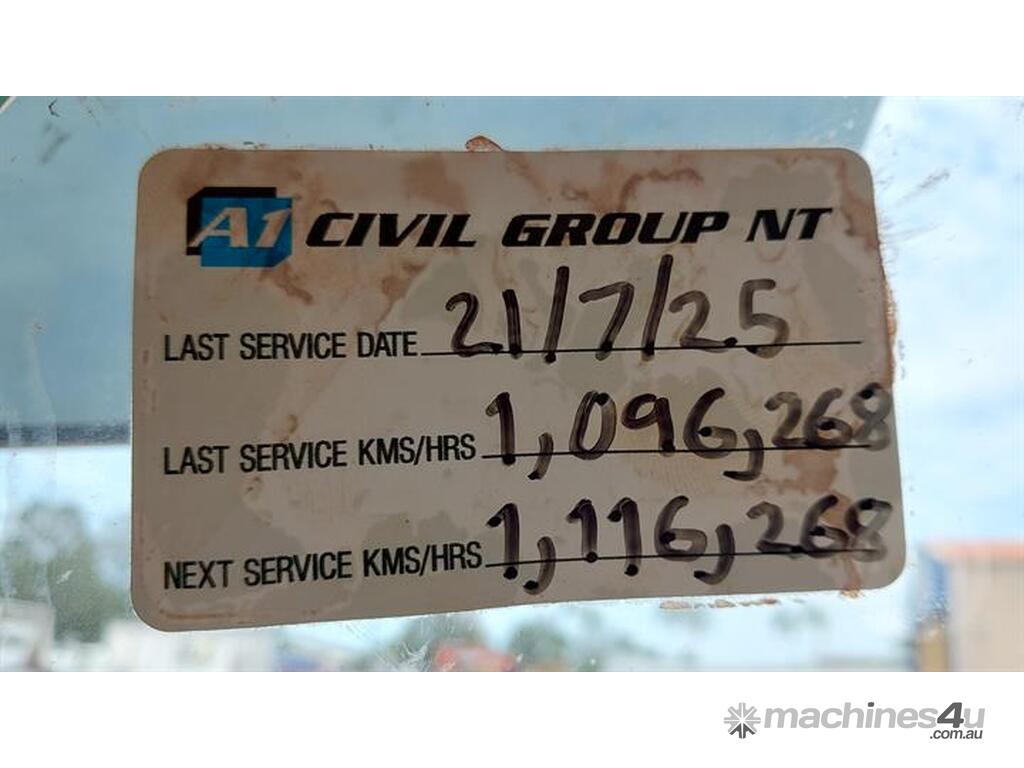 A1 CIVIL GROUP NT
LAST SERVICE DATE 21/7/25
LAST SERVICE KMS/HRS 1,096,268
NEXT SERVICE KMS/HRS 1,116,268
machines4u
.com.au